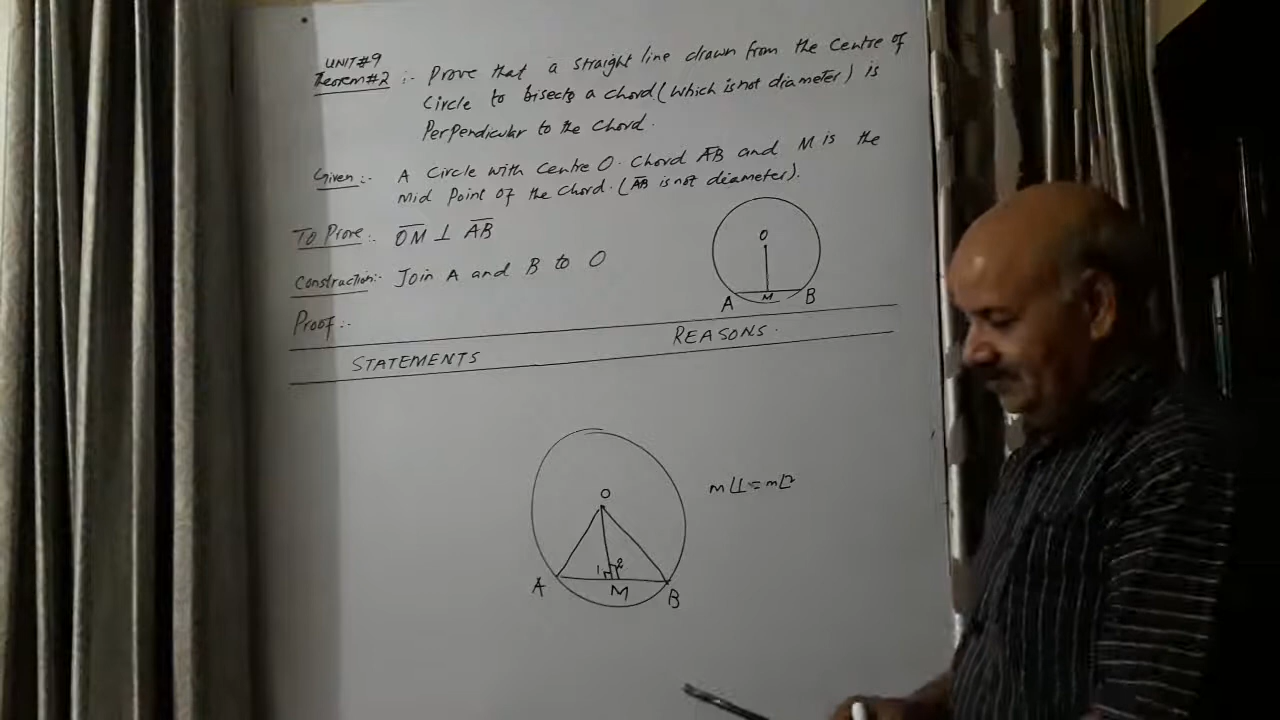 UNIT#9
Theorem#2 :- Prove that a straight line drawn from the Centre of
Circle to bisects a chord (Which is not diameter) is
Perpendicular to the Chord.
Given:- A Circle with Centre O. Chord AB and M is the
Mid Point of the Chord. (AB is not diameter).
To Prove:- OM ⊥ AB
Construction:- Join A and B to O
Proof:-
STATEMENTS REASONS.
O
A M B
O
m∠1 = m∠2
1 2
A M B